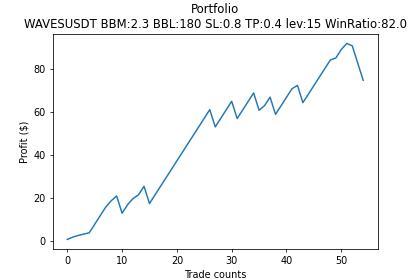 Portfolio
WAVESUSDT BBM:2.3 BBL:180 SL:0.8 TP:0.4 lev:15 WinRatio:82.0
Profit ($)
80
60
40
20
0
0 10 20 30 40 50
Trade counts